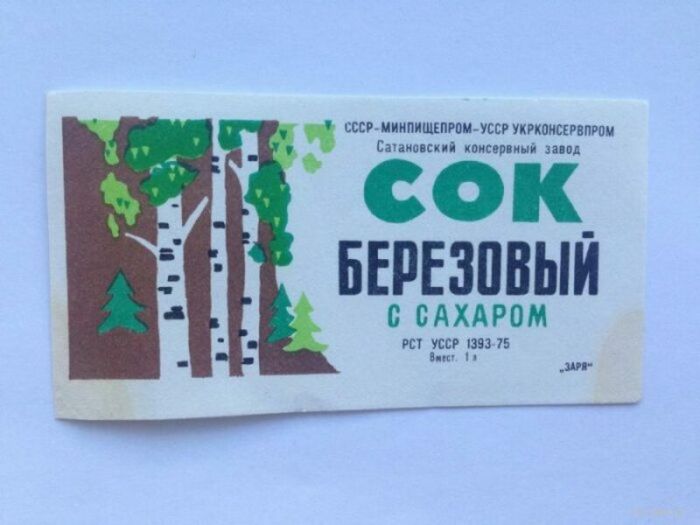 СССР-МИНПИЩЕПРОМ-УССР УКРКОНСЕРВПРОМ
Сатановский консервный завод
СОК
БЕРЕЗОВЫЙ
С САХАРОМ
РСТ УССР 1393-75
Вмест. 1 л
„ЗАРЯ"